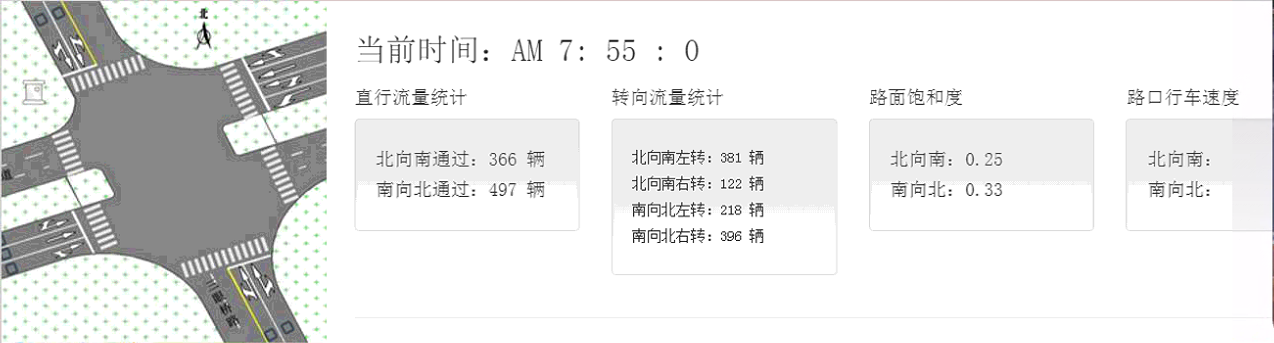 北
当前时间：AM 7: 55 : 0
直行流量统计
北向南通过：366 辆
南向北通过：497 辆
转向流量统计
北向南左转：381 辆
北向南右转：122 辆
南向北左转：218 辆
南向北右转：396 辆
路面饱和度
北向南：0.25
南向北：0.33
路口行车速度
北向南：
南向北：
道